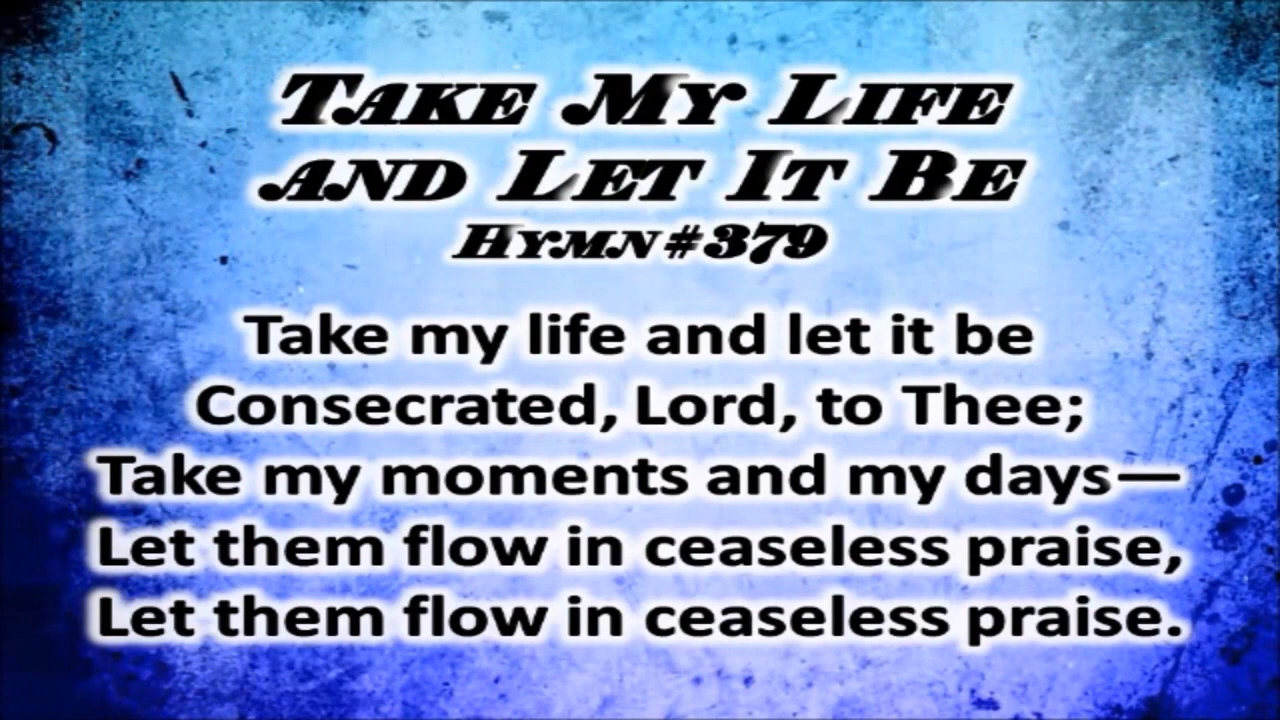 Take My Life
and Let It Be
Hymn #379
Take my life and let it be
Consecrated, Lord, to Thee;
Take my moments and my days—
Let them flow in ceaseless praise,
Let them flow in ceaseless praise.